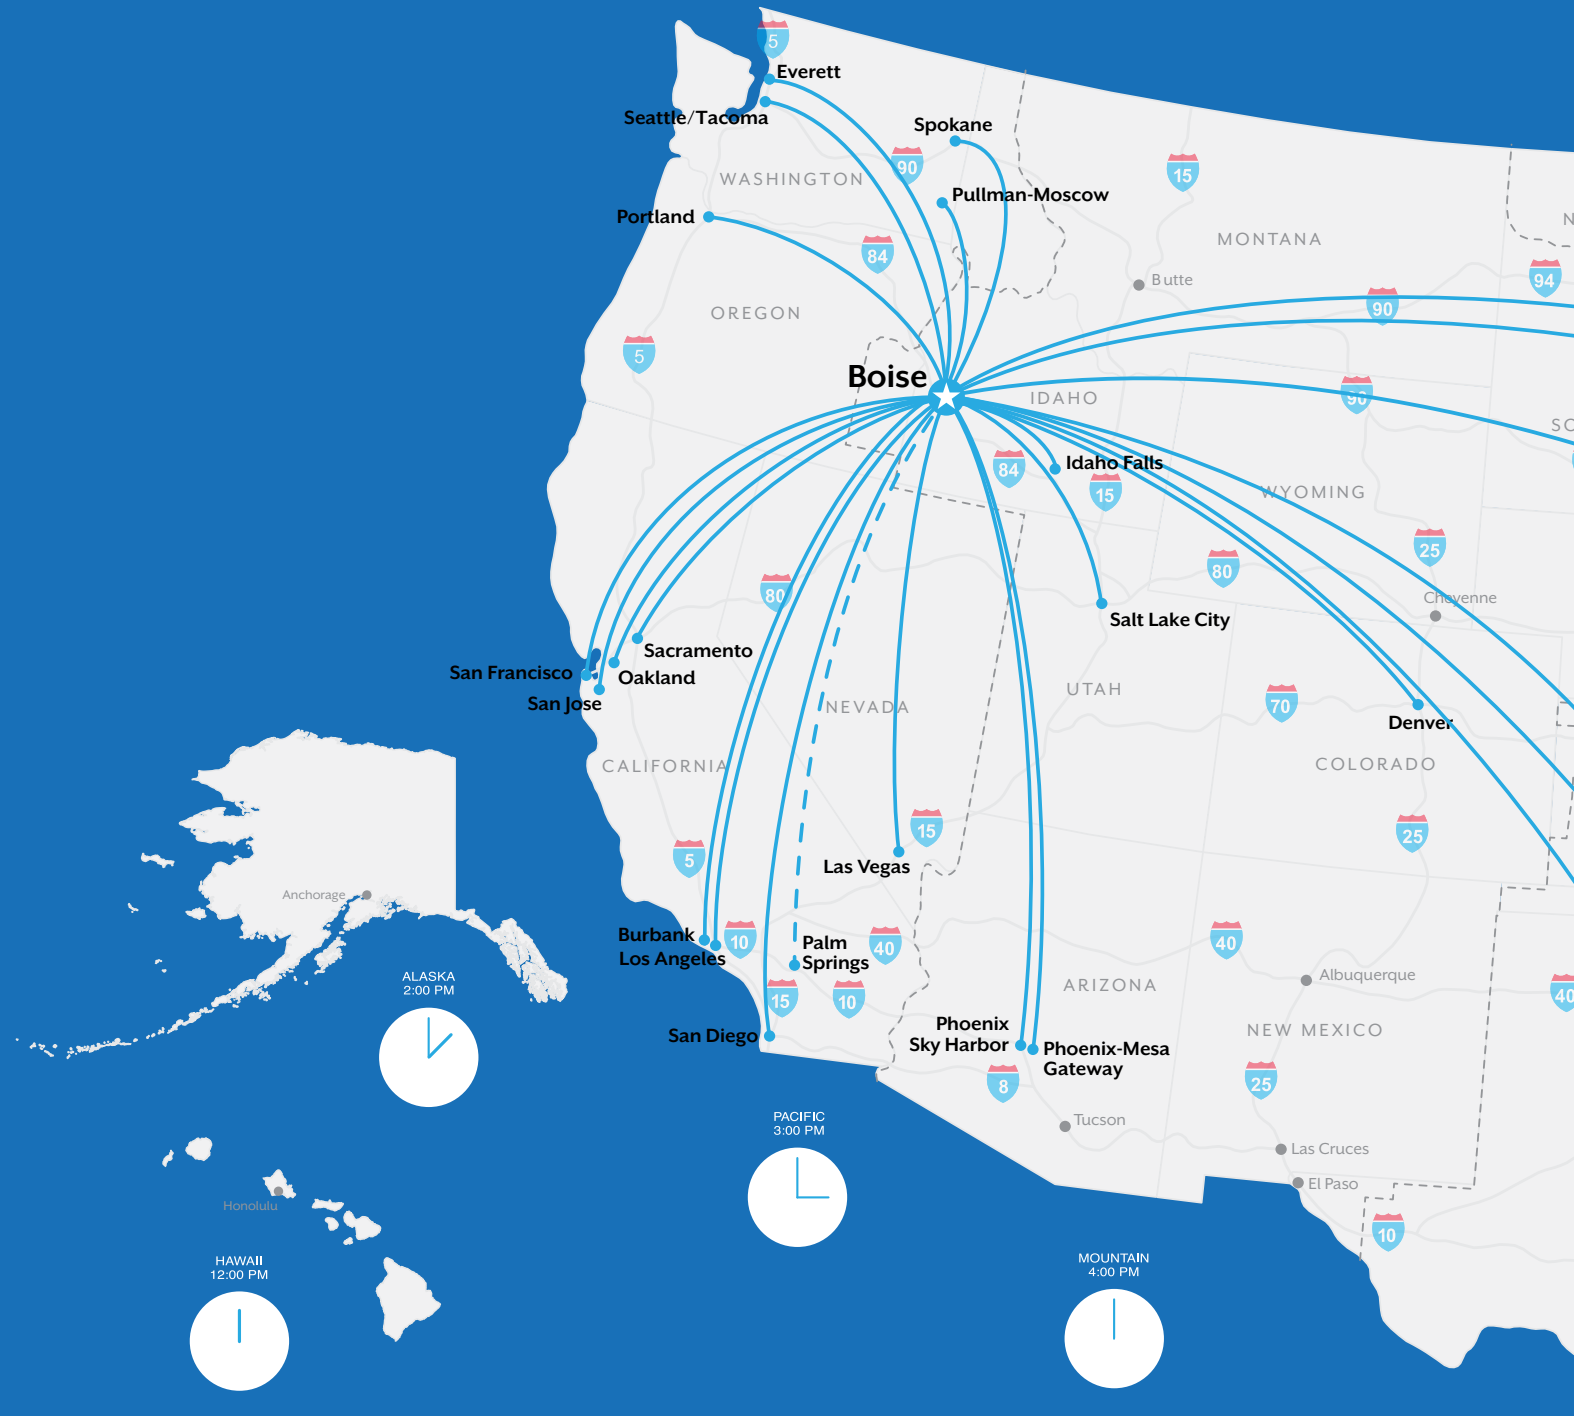 5
Everett
Seattle/Tacoma
Spokane
90
WASHINGTON
15
Pullman-Moscow
Portland
N
MONTANA
84
94
Butte
90
OREGON
5
Boise
IDAHO
90
SO
Idaho Falls
84
15
WYOMING
25
80
80
Cheyenne
Salt Lake City
Sacramento
San Francisco
Oakland
San Jose
UTAH
70
NEVADA
Denver
CALIFORNIA
COLORADO
15
25
5
Las Vegas
Anchorage
Burbank
10
Palm
Springs
40
40
Los Angeles
ALASKA
2:00 PM
Albuquerque
ARIZONA
15
10
40
Phoenix
Sky Harbor
NEW MEXICO
San Diego
Phoenix-Mesa
Gateway
8
25
PACIFIC
3:00 PM
Tucson
Las Cruces
El Paso
Honolulu
10
HAWAII
12:00 PM
MOUNTAIN
4:00 PM